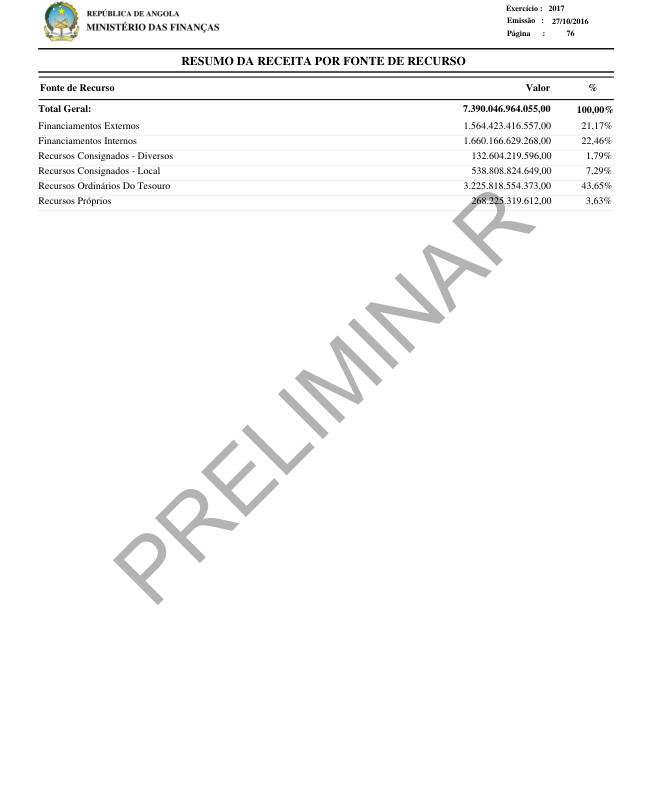 REPÚBLICA DE ANGOLA
MINISTÉRIO DAS FINANÇAS
Exercício : 2017
Emissão : 27/10/2016
Página : 76
RESUMO DA RECEITA POR FONTE DE RECURSO
Fonte de Recurso Valor %
Total Geral: 7.390.046.964.055,00 100,00%
Financiamentos Externos 1.564.423.416.557,00 21,17%
Financiamentos Internos 1.660.166.629.268,00 22,46%
Recursos Consignados - Diversos 132.604.219.596,00 1,79%
Recursos Consignados - Local 538.808.824.649,00 7,29%
Recursos Ordinários Do Tesouro 3.225.818.554.373,00 43,65%
Recursos Próprios 268.225.319.612,00 3,63%
PRELIMINAR